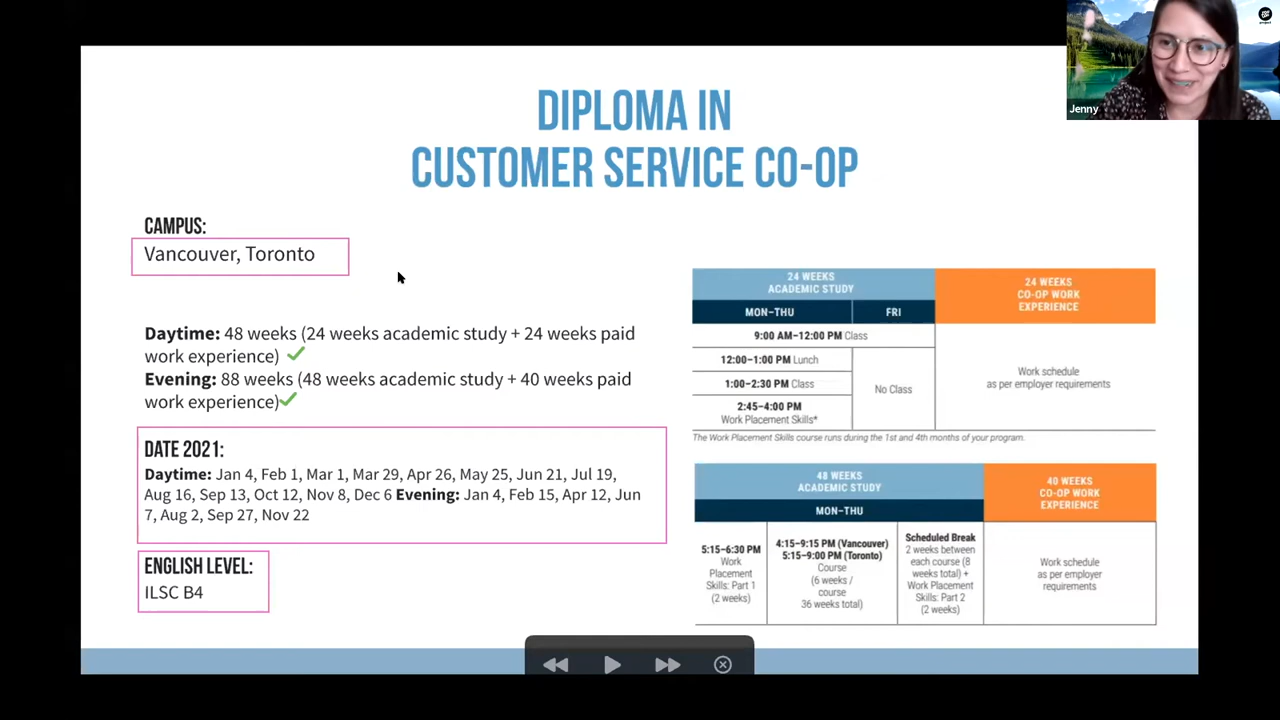 Jenny
DIPLOMA IN
CUSTOMER SERVICE CO-OP
CAMPUS:
Vancouver, Toronto
Daytime: 48 weeks (24 weeks academic study + 24 weeks paid
work experience)
Evening: 88 weeks (48 weeks academic study + 40 weeks paid
work experience)
DATE 2021:
Daytime: Jan 4, Feb 1, Mar 1, Mar 29, Apr 26, May 25, Jun 21, Jul 19,
Aug 16, Sep 13, Oct 12, Nov 8, Dec 6 Evening: Jan 4, Feb 15, Apr 12, Jun
7, Aug 2, Sep 27, Nov 22
ENGLISH LEVEL:
ILSC B4
24 WEEKS
ACADEMIC STUDY
24 WEEKS
CO-OP WORK
EXPERIENCE
MON–THU
FRI
9:00 AM–12:00 PM Class
12:00–1:00 PM Lunch
1:00–2:30 PM Class
2:45–4:00 PM
Work Placement Skills*
No Class
Work schedule
as per employer requirements
The Work Placement Skills course runs during the 1st and 4th months of your program.
48 WEEKS
ACADEMIC STUDY
40 WEEKS
CO-OP WORK
EXPERIENCE
MON–THU
5:15–6:30 PM
Work
Placement
Skills: Part 1
(2 weeks)
4:15–9:15 PM (Vancouver)
5:15–9:00 PM (Toronto)
Course
(6 weeks /
course
36 weeks total)
Scheduled Break
2 weeks between
each course (8
weeks total) +
Work Placement
Skills: Part 2
(2 weeks)
Work schedule
as per employer
requirements